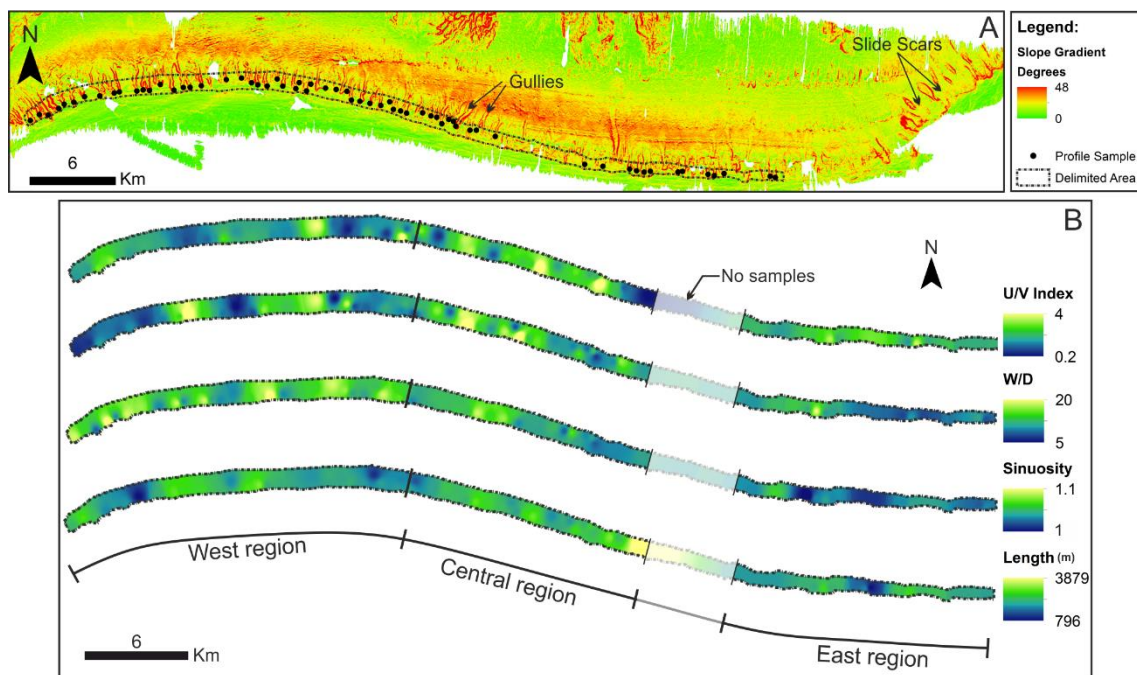 A
N
Gullies
Slide Scars
6
Km
Legend:
Slope Gradient
Degrees
48
0
Profile Sample
Delimited Area
B
N
No samples
U/V Index
4
0.2
W/D
20
5
Sinuosity
1.1
1
Length (m)
3879
796
West region
Central region
East region
6
Km